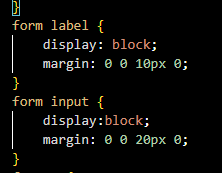 }
form label {
    display: block;
    margin: 0 0 10px 0;
}
form input {
    display:block;
    margin: 0 0 20px 0;
}